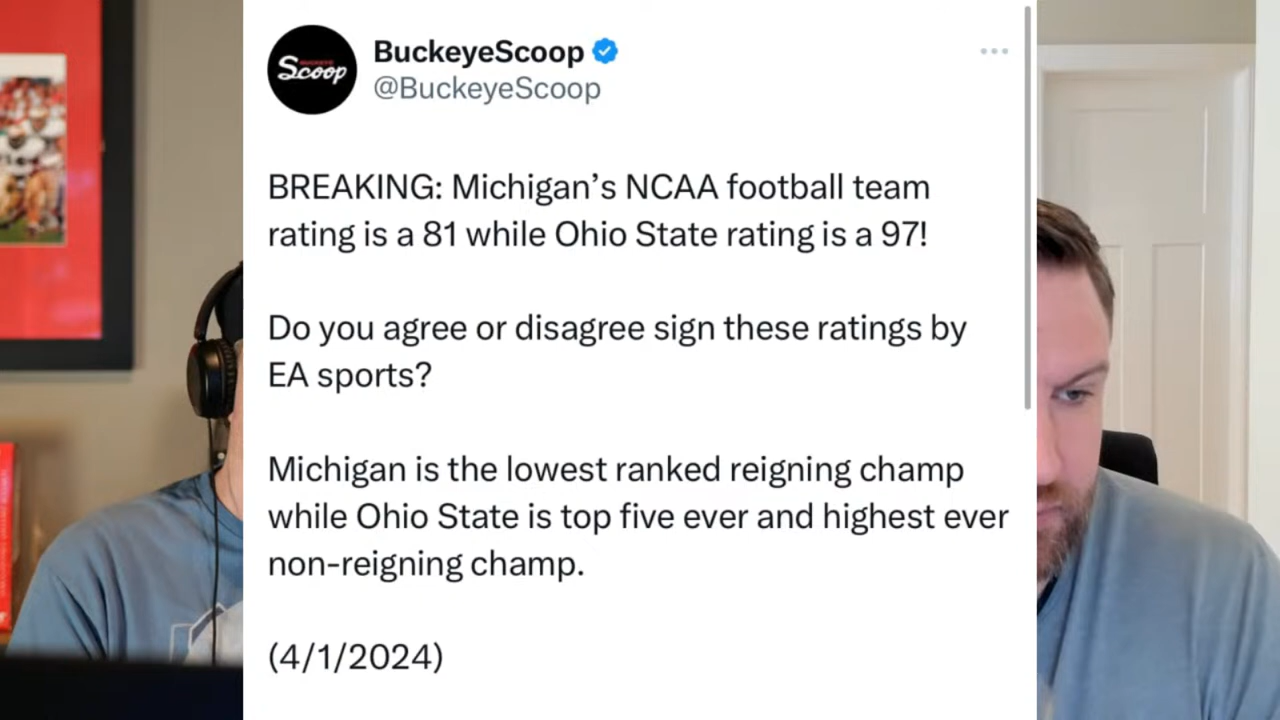 Scoop
BuckeyeScoop
@BuckeyeScoop
BREAKING: Michigan’s NCAA football team
rating is a 81 while Ohio State rating is a 97!
Do you agree or disagree sign these ratings by
EA sports?
Michigan is the lowest ranked reigning champ
while Ohio State is top five ever and highest ever
non-reigning champ.
(4/1/2024)